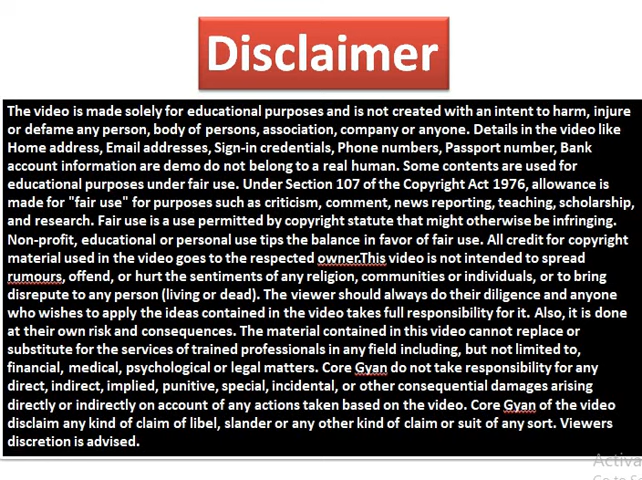 Disclaimer
The video is made solely for educational purposes and is not created with an intent to harm, injure
or defame any person, body of persons, association, company or anyone. Details in the video like
Home address, Email addresses, Sign-in credentials, Phone numbers, Passport number, Bank
account information are demo do not belong to a real human. Some contents are used for
educational purposes under fair use. Under Section 107 of the Copyright Act 1976, allowance is
made for "fair use" for purposes such as criticism, comment, news reporting, teaching, scholarship,
and research. Fair use is a use permitted by copyright statute that might otherwise be infringing.
Non-profit, educational or personal use tips the balance in favor of fair use. All credit for copyright
material used in the video goes to the respected owner.This video is not intended to spread
rumours, offend, or hurt the sentiments of any religion, communities or individuals, or to bring
disrepute to any person (living or dead). The viewer should always do their diligence and anyone
who wishes to apply the ideas contained in the video takes full responsibility for it. Also, it is done
at their own risk and consequences. The material contained in this video cannot replace or
substitute for the services of trained professionals in any field including, but not limited to,
financial, medical, psychological or legal matters. Core Gyan do not take responsibility for any
direct, indirect, implied, punitive, special, incidental, or other consequential damages arising
directly or indirectly on account of any actions taken based on the video. Core Gyan of the video
disclaim any kind of claim of libel, slander or any other kind of claim or suit of any sort. Viewers
discretion is advised.
Activa